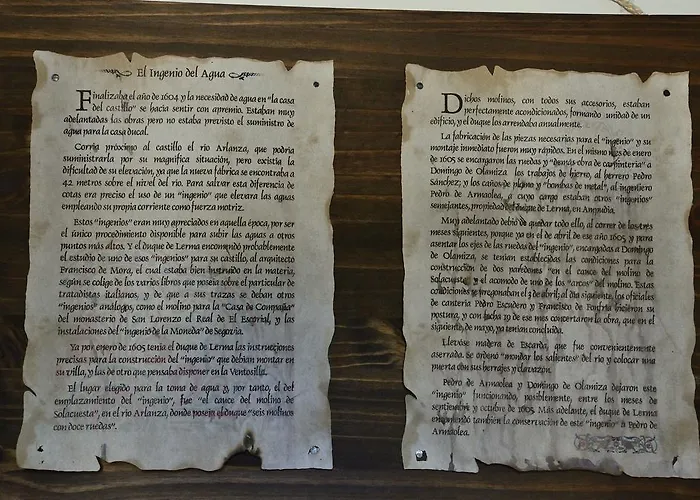 El Ingenio del Agua
Finalizaba el año de 1604 y la necesidad de agua en "la casa
del castillo" se hacía sentir con apremio. Estaban muy
adelantadas las obras pero no estaba previsto el suministro de
agua para la casa ducal.
Corría próximo al castillo el río Arlanza, que podría
suministrarla por su magnífica situación, pero existía la
dificultad de su elevación, ya que la nueva fábrica se encontraba a
42 metros sobre el nivel del río. Para salvar esta diferencia de
cotas era preciso el uso de un "ingenio" que elevara las aguas
empleando su propia corriente como fuerza motriz.
Estos "ingenios" eran muy apreciados en aquella época, por ser
el único procedimiento disponible para subir las aguas a otros
puntos más altos. Y el duque de Lerma encomendó probablemente
el estudio de uno de esos "ingenios" para su castillo, al arquitecto
Francisco de Mora, el cual estaba bien instruido en la materia,
según se colige de los varios libros que poseía sobre el particular de
tratadistas italianos, y de que a sus trazas se deban otros
"ingenios" análogos, como el molino para la "Casa de Compaña"
del monasterio de San Lorenzo el Real de El Escorial, y las
instalaciones del "ingenio de la Moneda" de Segovia.
Ya por enero de 1605 tenía el duque de Lerma las instrucciones
precisas para la construcción del "ingenio" que debían montar en
su villa, y las de otro que pensaba disponer en la Ventosilla.
El lugar elegido para la toma de agua y, por tanto, el del
emplazamiento del "ingenio", fue "el cauce del molino de
Solacuesta", en el río Arlanza, donde poseía el duque "seis molinos
con doce ruedas".
Dichos molinos, con todos sus accesorios, estaban
perfectamente acondicionados, formando unidad de un
edificio, y el duque los arrendaba anualmente.
La fabricación de las piezas necesarias para el "ingenio" y su
montaje inmediato fueron muy rápidos. En el mismo mes de enero
de 1605 se encargaron las ruedas y "demás obra de carpintería" a
Domingo de Olamiza los trabajos de hierro, al herrero Pedro
Sánchez; y los caños de plomo y "bombas de metal", al ingeniero
Pedro de Armaolea, a cuyo cargo estaban otros "ingenios"
semejantes, propiedad del duque de Lerma, en Ampudia.
Muy adelantado debió de quedar todo ello, al correr de los tres
meses siguientes, porque ya en el de abril de ese año 1605 y para
asentar los ejes de las ruedas del "ingenio", encargadas a Domingo
de Olamiza, se tenían establecidas las condiciones para la
construcción de dos paredones "en el cauce del molino de
Solacuesta" y el acomodo de uno de los "arcos" del molino. Estas
condiciones se pregonaban el 3 de abril; al día siguiente, los oficiales
de cantería Pedro Escudero y Francisco de Fontría hicieron su
postura, y con fecha 29 de ese mes concertaron la obra, que en el
siguiente, de mayo, ya tenían concluida.
Llevóse madera de Escarda, que fue convenientemente
aserrada. Se ordenó "mondar los salientes" del río y colocar una
puerta con sus herrajes y clavazón.
Pedro de Armaolea y Domingo de Olamiza dejaron este
"ingenio" funcionando, posiblemente, entre los meses de
septiembre y octubre de 1605. Más adelante, el duque de Lerma
encomendó también la conservación de este "ingenio" a Pedro de
Armaolea.